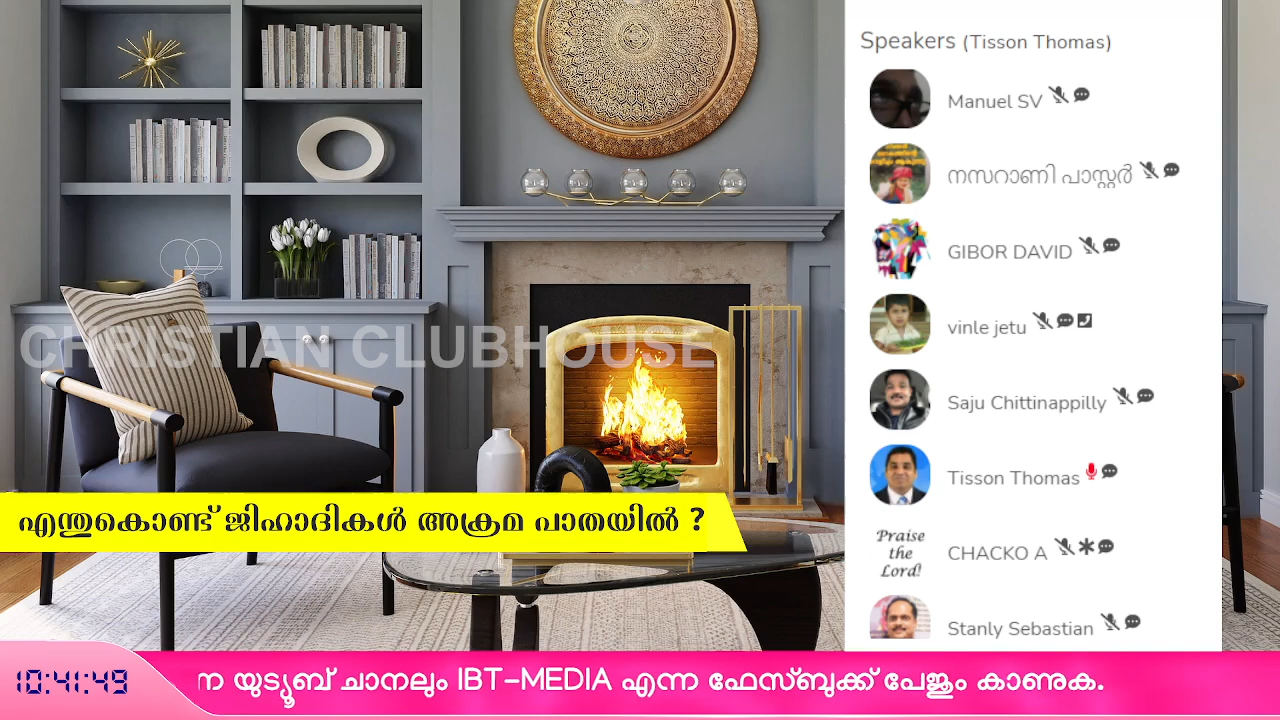 Speakers (Tisson Thomas)
Manuel SV
നസറാണി പാസ്റ്റർ
GIBOR DAVID
vinle jetu
Saju Chittinappilly
Tisson Thomas
Praise
the
Lord!
CHACKO A
Stanly Sebastian
CHRISTIAN CLUBHOUSE
എന്തുകൊണ്ട് ജിഹാദികൾ അക്രമ പാതയിൽ ?
10:41:49
ന യുട്യൂബ് ചാനലും IBT-MEDIA എന്ന ഫേസ്ബുക്ക് പേജും കാണുക.